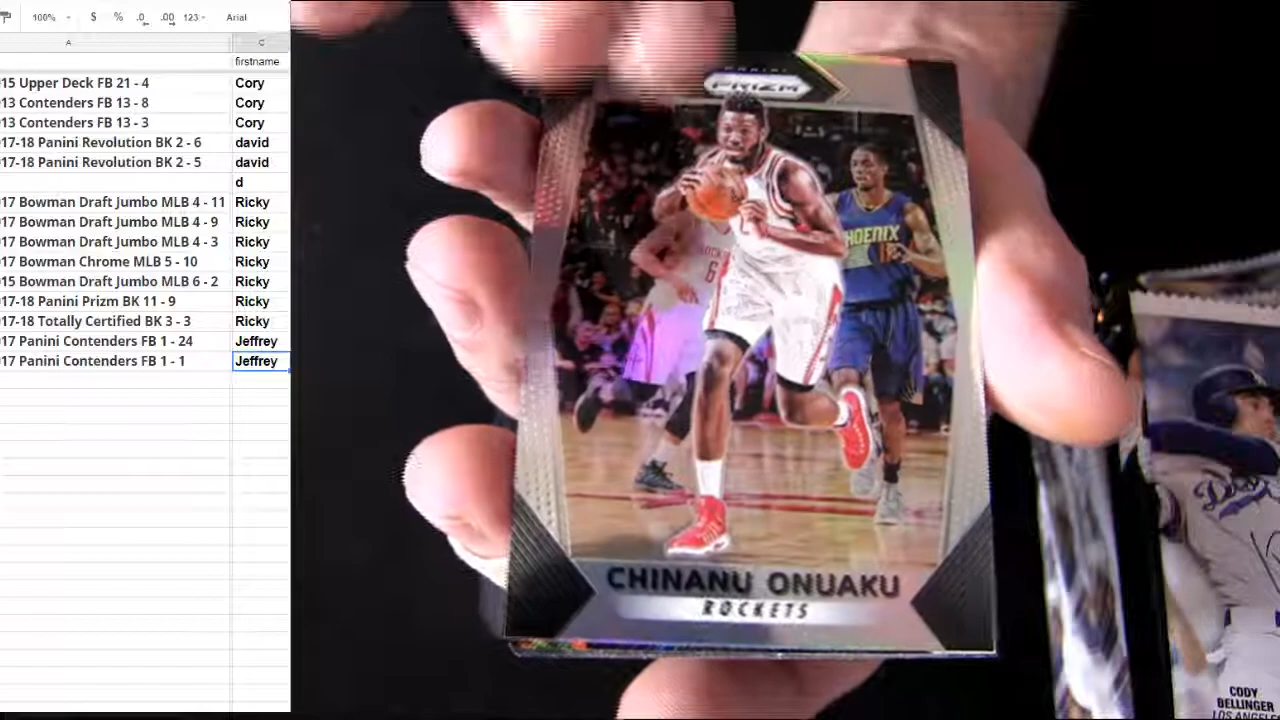 100%
$
%
.0
.00
123
Arial
A
C
firstname
15 Upper Deck FB 21 - 4
Cory
13 Contenders FB 13 - 8
Cory
13 Contenders FB 13 - 3
Cory
17-18 Panini Revolution BK 2 - 6
david
17-18 Panini Revolution BK 2 - 5
david
d
17 Bowman Draft Jumbo MLB 4 - 11
Ricky
17 Bowman Draft Jumbo MLB 4 - 9
Ricky
17 Bowman Draft Jumbo MLB 4 - 3
Ricky
17 Bowman Chrome MLB 5 - 10
Ricky
15 Bowman Draft Jumbo MLB 6 - 2
Ricky
17-18 Panini Prizm BK 11 - 9
Ricky
17-18 Totally Certified BK 3 - 3
Ricky
17 Panini Contenders FB 1 - 24
Jeffrey
17 Panini Contenders FB 1 - 1
Jeffrey
PANINI
PRIZM
PHOENIX
6
CHINANU ONUAKU
ROCKETS
CODY
BELLINGER
LOS ANGELE